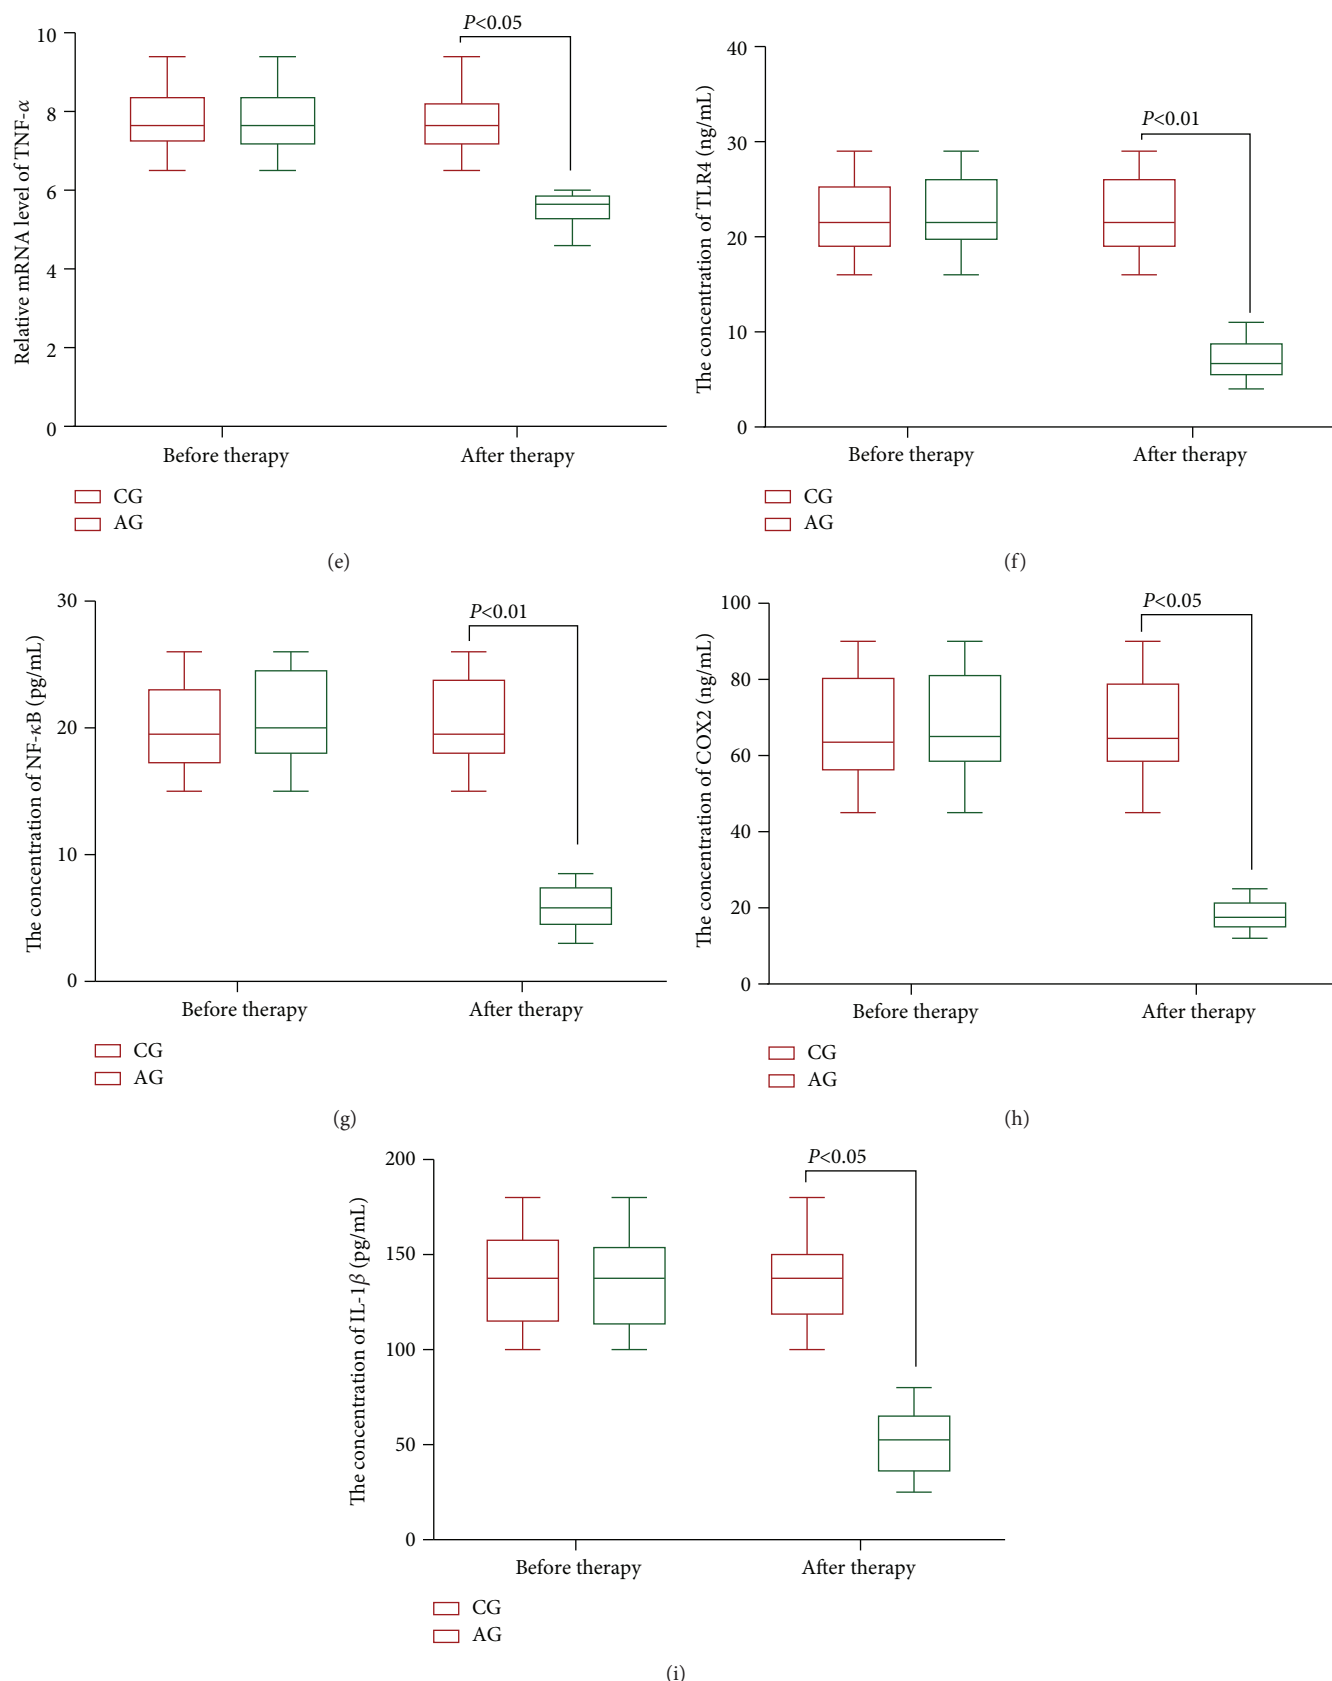 Relative mRNA level of TNF-α
10
8
6
4
2
0
P<0.05
Before therapy
After therapy
CG
AG
(e)
The concentration of TLR4 (ng/mL)
40
30
20
10
0
P<0.01
Before therapy
After therapy
CG
AG
(f)
The concentration of NF-κB (pg/mL)
30
20
10
0
P<0.01
Before therapy
After therapy
CG
AG
(g)
The concentration of COX2 (ng/mL)
100
80
60
40
20
0
P<0.05
Before therapy
After therapy
CG
AG
(h)
The concentration of IL-1β (pg/mL)
200
150
100
50
0
P<0.05
Before therapy
After therapy
CG
AG
(i)